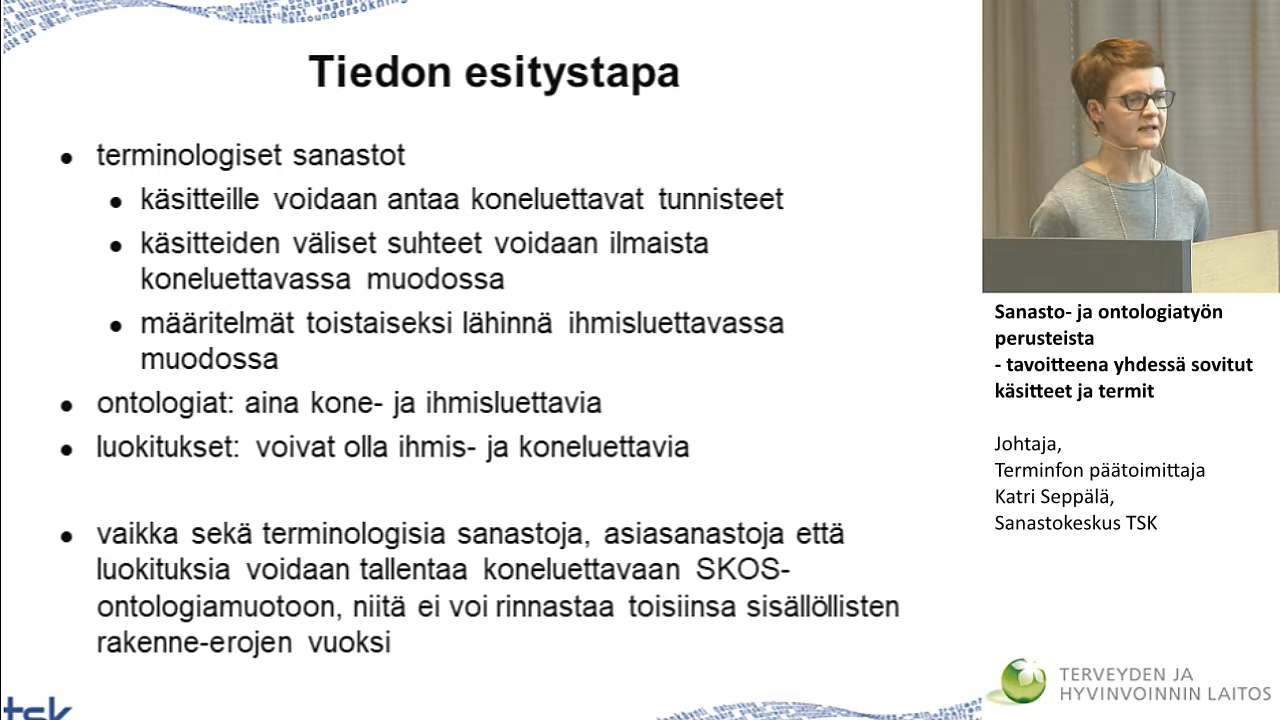 Tiedon esitystapa
• terminologiset sanastot
• käsitteille voidaan antaa koneluettavat tunnisteet
• käsitteiden väliset suhteet voidaan ilmaista
koneluettavassa muodossa
• määritelmät toistaiseksi lähinnä ihmisluettavassa
muodossa
• ontologiat: aina kone- ja ihmisluettavia
• luokitukset: voivat olla ihmis- ja koneluettavia
• vaikka sekä terminologisia sanastoja, asiasanastoja että
luokituksia voidaan tallentaa koneluettavaan SKOS-
ontologiamuotoon, niitä ei voi rinnastaa toisiinsa sisällöllisten
rakenne-erojen vuoksi
tsk
Sanasto- ja ontologiatyön
perusteista
- tavoitteena yhdessä sovitut
käsitteet ja termit
Johtaja,
Terminfon päätoimittaja
Katri Seppälä,
Sanastokeskus TSK
TERVEYDEN JA
HYVINVOINNIN LAITOS